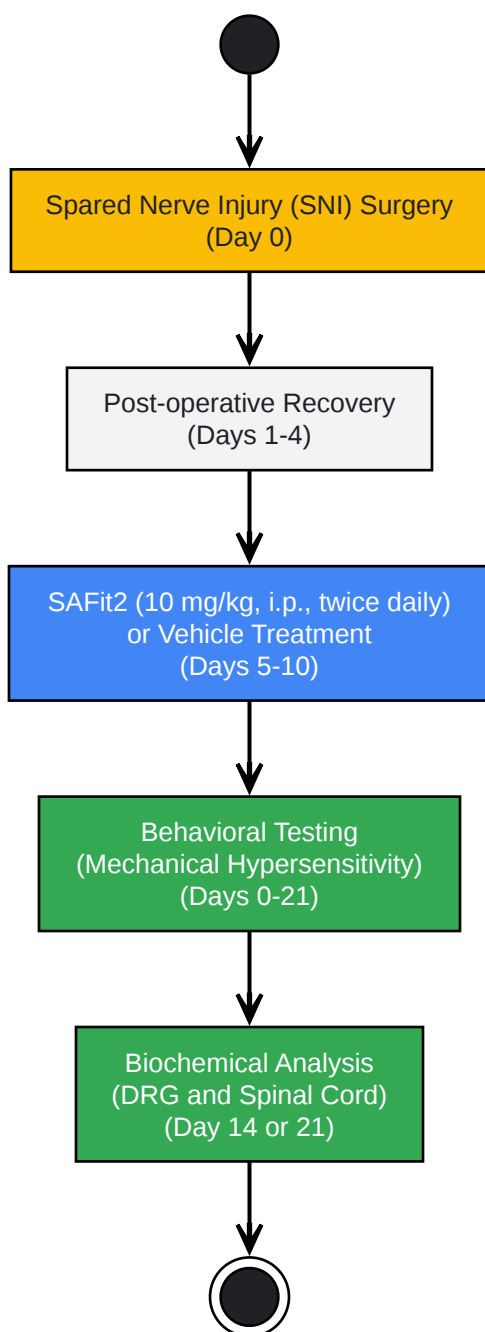 Spared Nerve Injury (SNI) Surgery
(Day 0)
Post-operative Recovery
(Days 1-4)
SAFit2 (10 mg/kg, i.p., twice daily)
or Vehicle Treatment
(Days 5-10)
Behavioral Testing
(Mechanical Hypersensitivity)
(Days 0-21)
Biochemical Analysis
(DRG and Spinal Cord)
(Day 14 or 21)